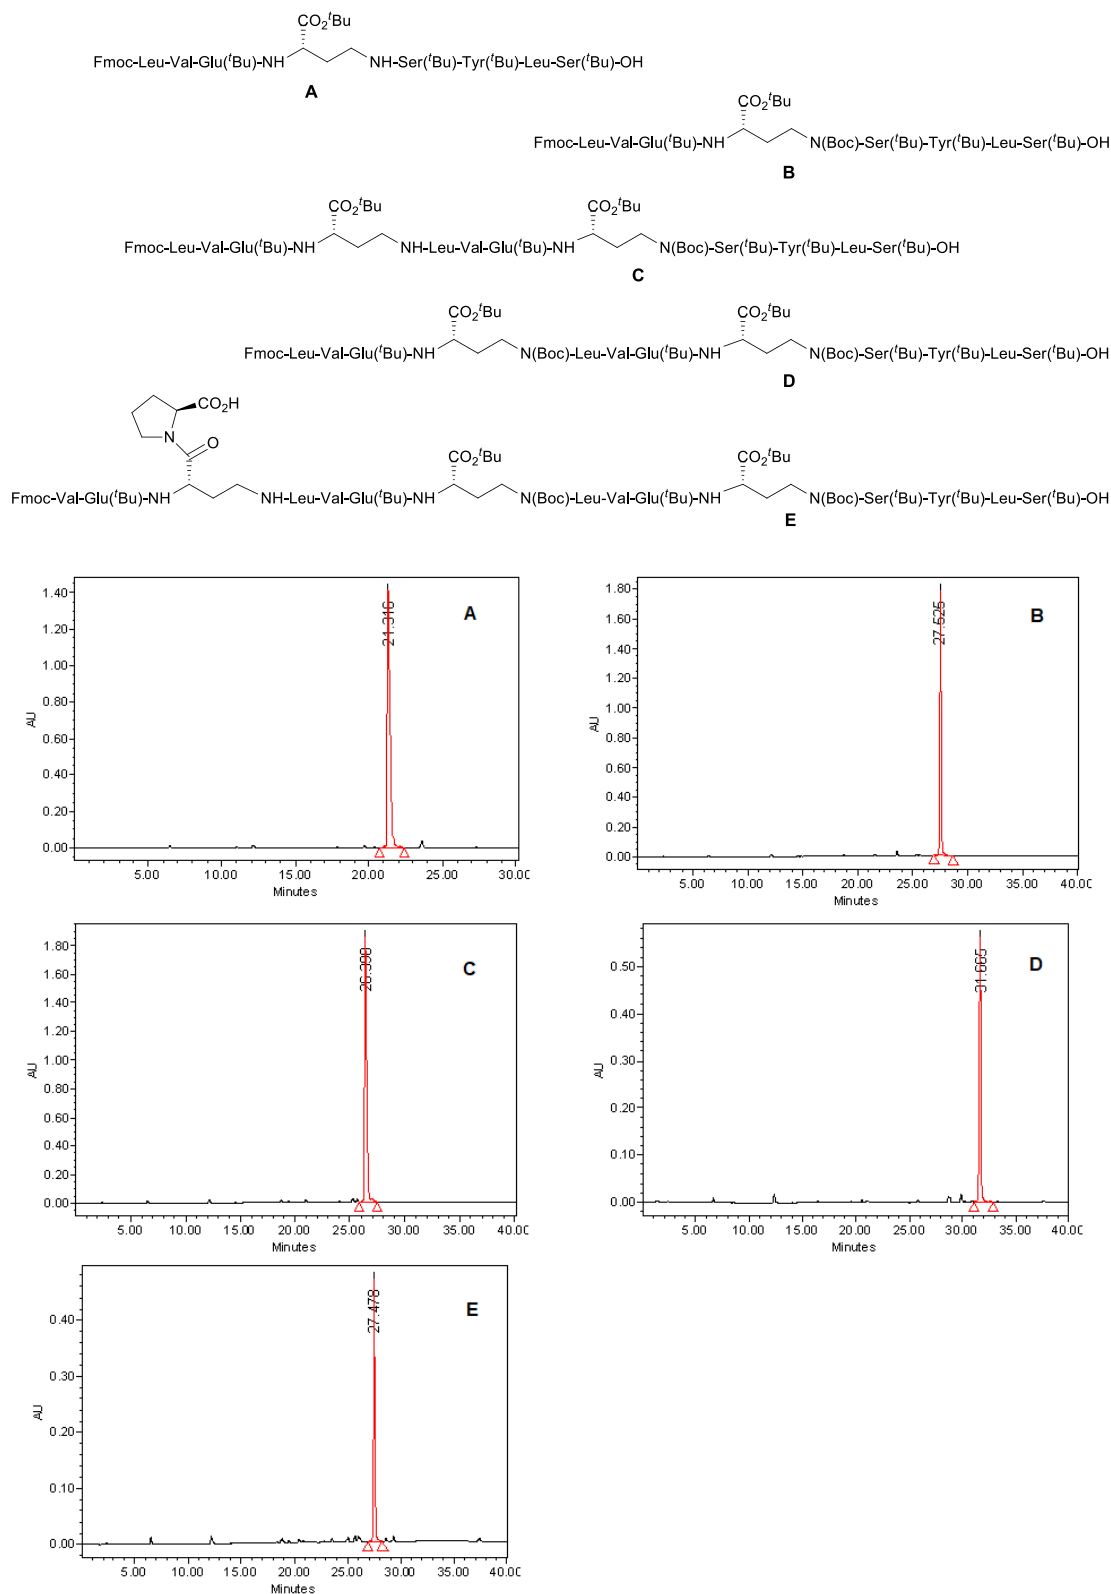 CO2tBu
Fmoc-Leu-Val-Glu(tBu)-NH NH-Ser(tBu)-Tyr(tBu)-Leu-Ser(tBu)-OH
A
CO2tBu
Fmoc-Leu-Val-Glu(tBu)-NH N(Boc)-Ser(tBu)-Tyr(tBu)-Leu-Ser(tBu)-OH
B
CO2tBu CO2tBu
Fmoc-Leu-Val-Glu(tBu)-NH NH-Leu-Val-Glu(tBu)-NH N(Boc)-Ser(tBu)-Tyr(tBu)-Leu-Ser(tBu)-OH
C
CO2tBu CO2tBu
Fmoc-Leu-Val-Glu(tBu)-NH N(Boc)-Leu-Val-Glu(tBu)-NH N(Boc)-Ser(tBu)-Tyr(tBu)-Leu-Ser(tBu)-OH
D
CO2H
N O
CO2tBu CO2tBu
Fmoc-Val-Glu(tBu)-NH NH-Leu-Val-Glu(tBu)-NH N(Boc)-Leu-Val-Glu(tBu)-NH N(Boc)-Ser(tBu)-Tyr(tBu)-Leu-Ser(tBu)-OH
E
A
21.316
AU
1.40
1.20
1.00
0.80
0.60
0.40
0.20
0.00
5.00 10.00 15.00 20.00 25.00 30.00
Minutes
B
27.525
AU
1.80
1.60
1.40
1.20
1.00
0.80
0.60
0.40
0.20
0.00
5.00 10.00 15.00 20.00 25.00 30.00 35.00 40.00
Minutes
C
AU
1.80
1.60
1.40
1.20
1.00
0.80
0.60
0.40
0.20
0.00
5.00 10.00 15.00 20.00 25.00 30.00 35.00 40.00
Minutes
D
31.665
AU
0.50
0.40
0.30
0.20
0.10
0.00
5.00 10.00 15.00 20.00 25.00 30.00 35.00 40.00
Minutes
E
27.478
AU
0.40
0.30
0.20
0.10
0.00
5.00 10.00 15.00 20.00 25.00 30.00 35.00 40.00
Minutes